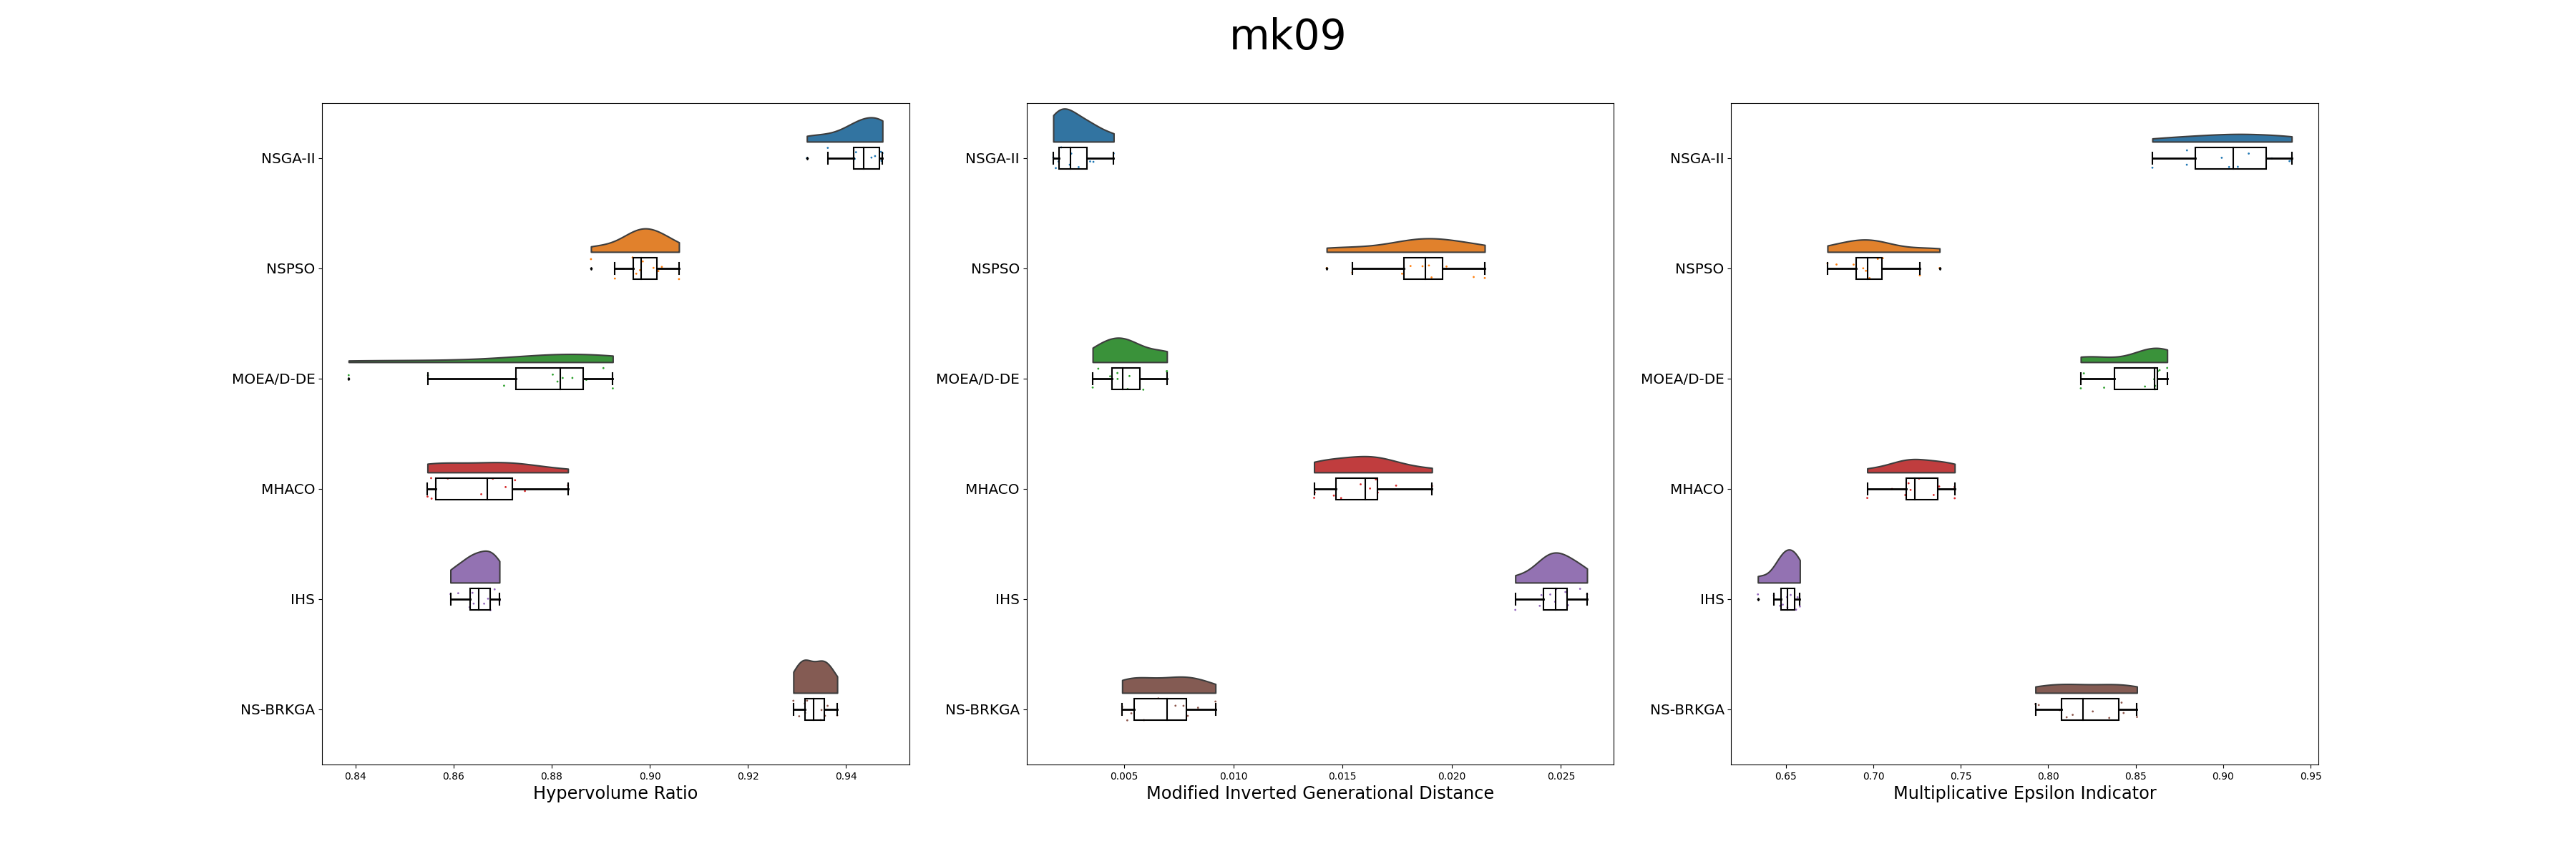 mk09
NSGA-II
NSPSO
MOEA/D-DE
MHACO
IHS
NS-BRKGA
0.84 0.86 0.88 0.90 0.92 0.94
Hypervolume Ratio
NSGA-II
NSPSO
MOEA/D-DE
MHACO
IHS
NS-BRKGA
0.005 0.010 0.015 0.020 0.025
Modified Inverted Generational Distance
NSGA-II
NSPSO
MOEA/D-DE
MHACO
IHS
NS-BRKGA
0.65 0.70 0.75 0.80 0.85 0.90 0.95
Multiplicative Epsilon Indicator